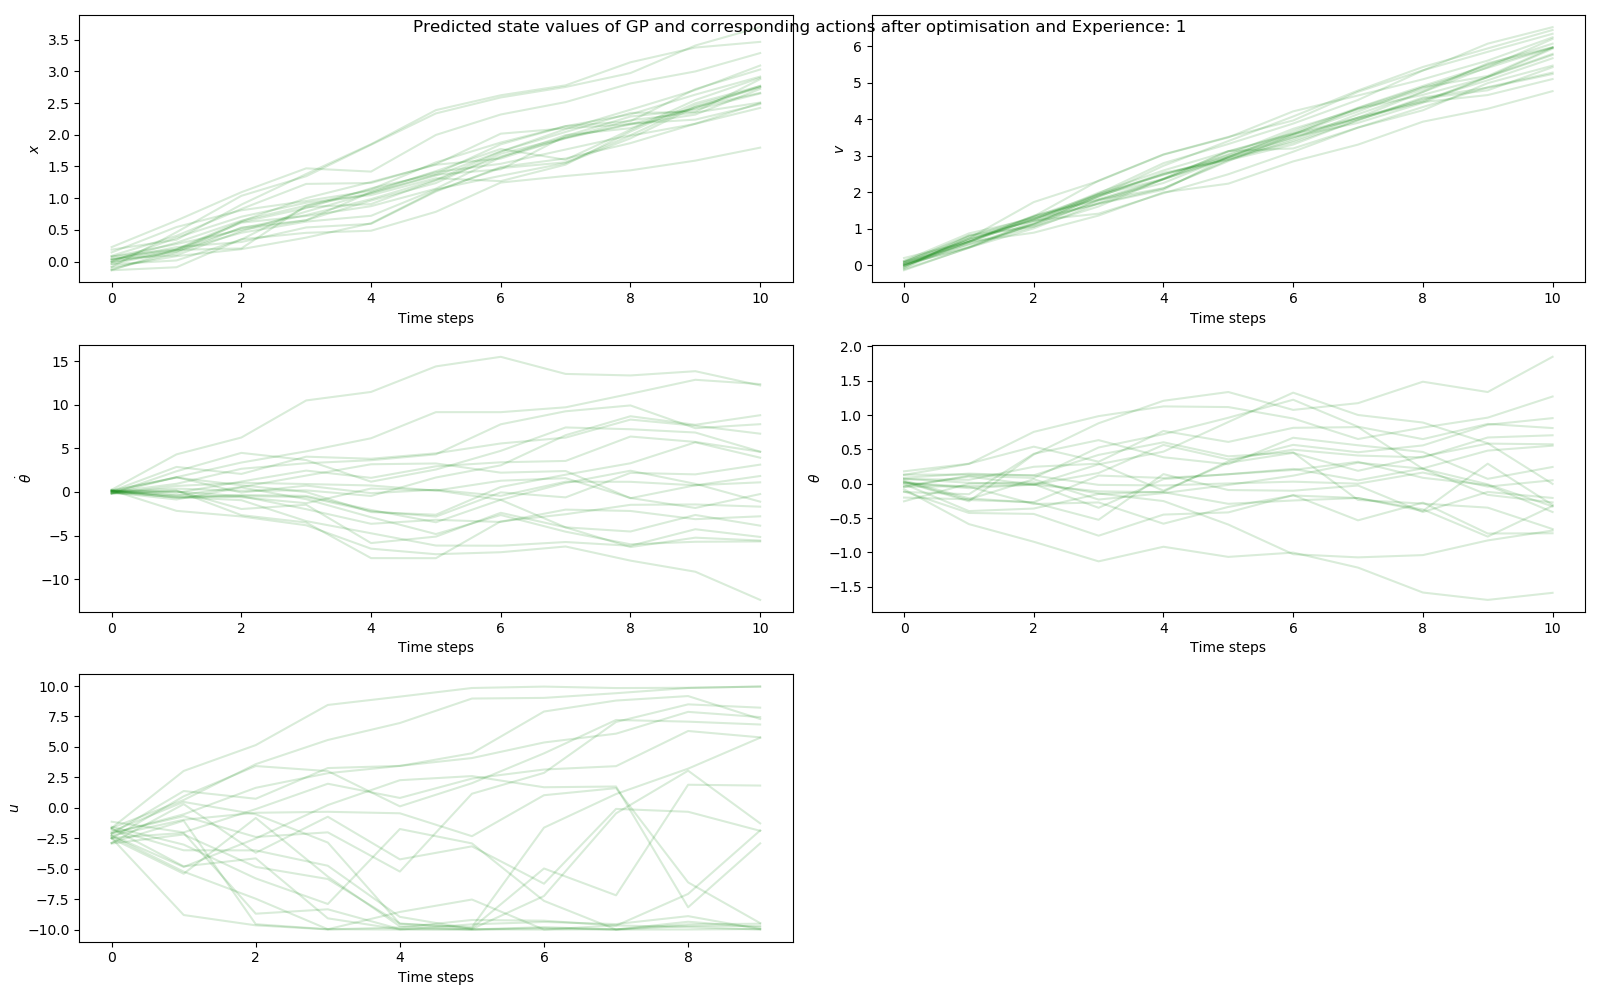 Predicted state values of GP and corresponding actions after optimisation and Experience: 1
3.5
3.0
2.5
2.0
1.5
1.0
0.5
0.0
x
0 2 4 6 8 10
Time steps
6
5
4
3
2
1
0
v
0 2 4 6 8 10
Time steps
15
10
5
0
−5
−10
θ̇
0 2 4 6 8 10
Time steps
2.0
1.5
1.0
0.5
0.0
−0.5
−1.0
−1.5
θ
0 2 4 6 8 10
Time steps
10.0
7.5
5.0
2.5
0.0
−2.5
−5.0
−7.5
−10.0
u
0 2 4 6 8
Time steps